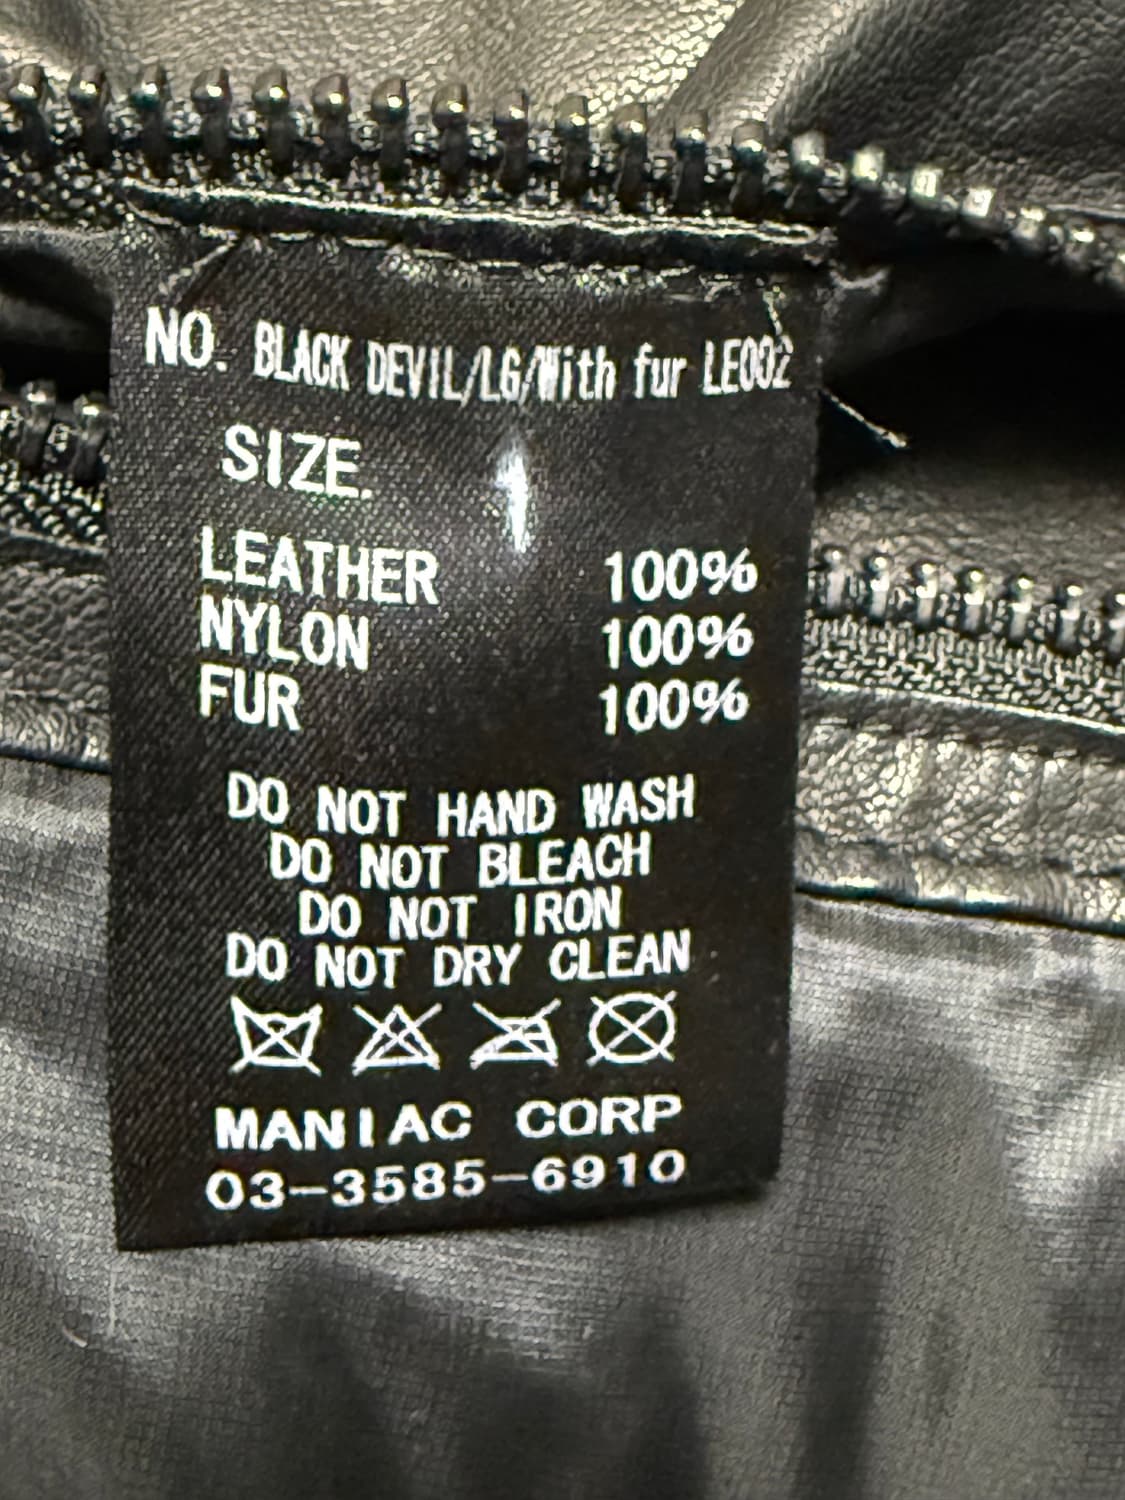 NO. BLACK DEVIL/LG/With fur LE002
SIZE. 1
LEATHER 100%
NYLON 100%
FUR 100%
DO NOT HAND WASH
DO NOT BLEACH
DO NOT IRON
DO NOT DRY CLEAN
MANIAC CORP
03-3585-6910